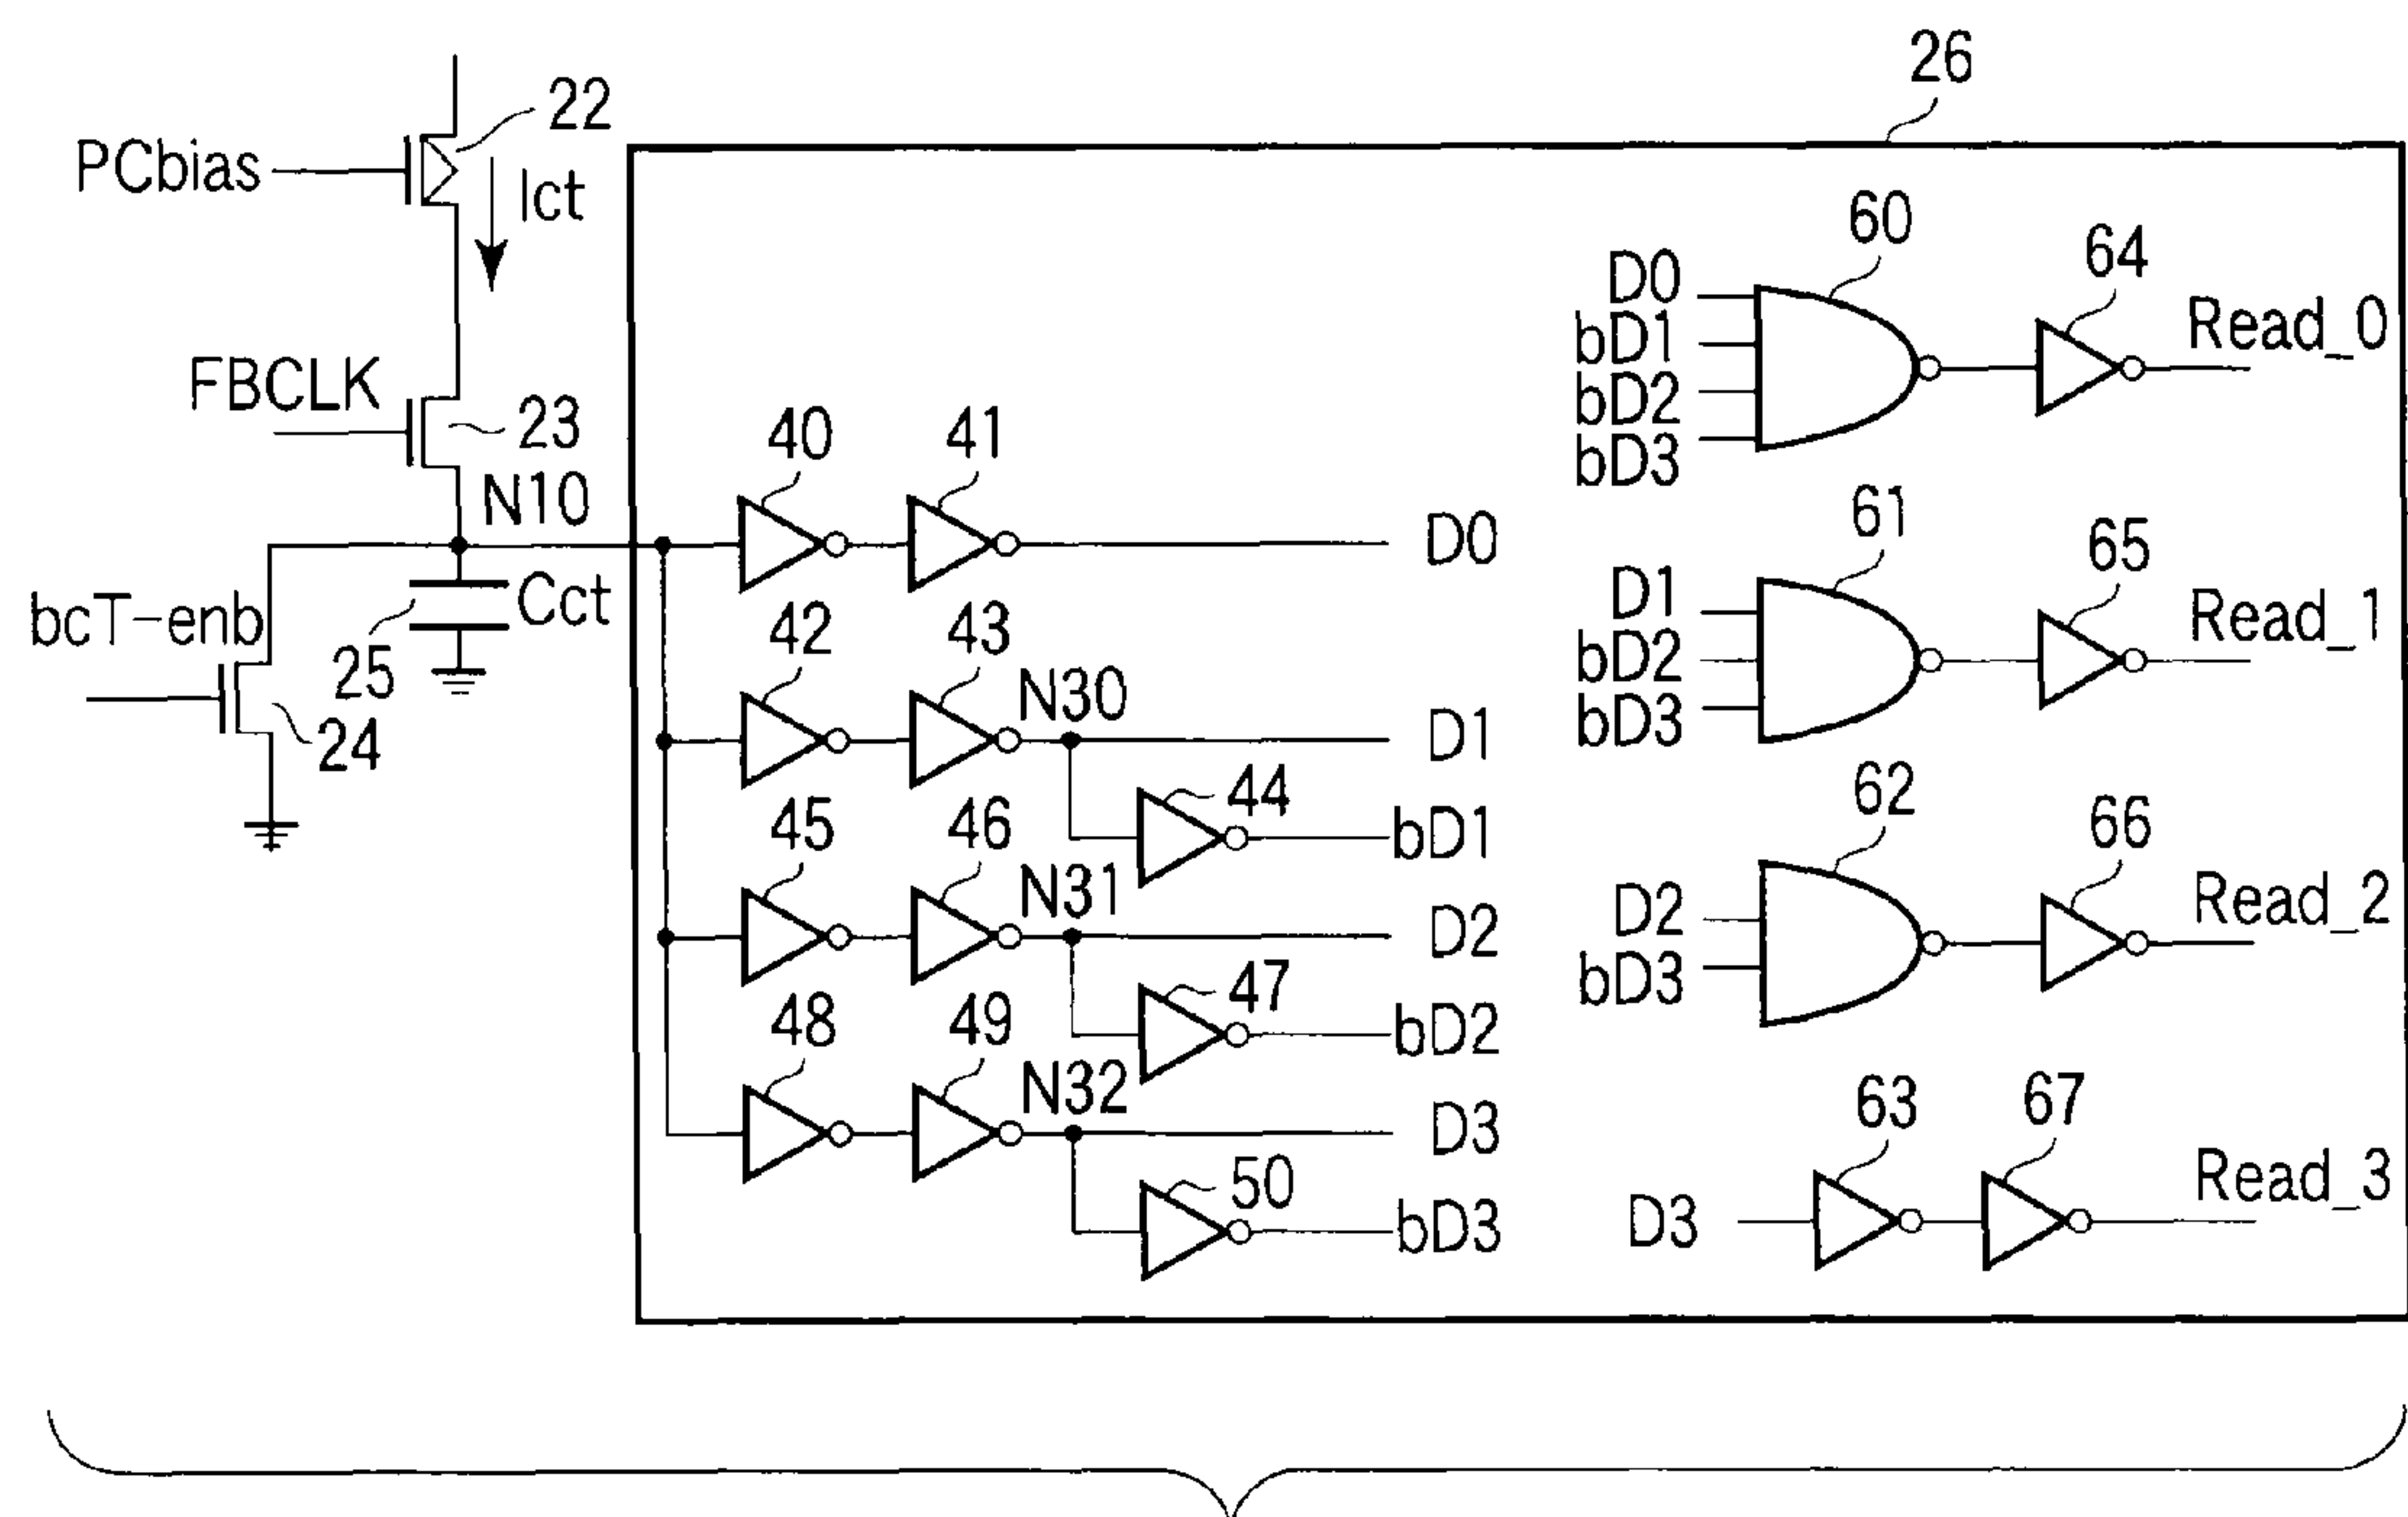 26
22
PCbias
Ict
60
64
D0
bD1
bD2
bD3
Read_0
FBCLK
23
40
41
N10
D0
61
65
bcT-enb
Cct
25
24
42
43
N30
D1
D1
bD2
bD3
Read_1
44
bD1
62
66
45
46
N31
D2
D2
bD3
Read_2
47
bD2
48
49
N32
D3
63
67
50
bD3
D3
Read_3